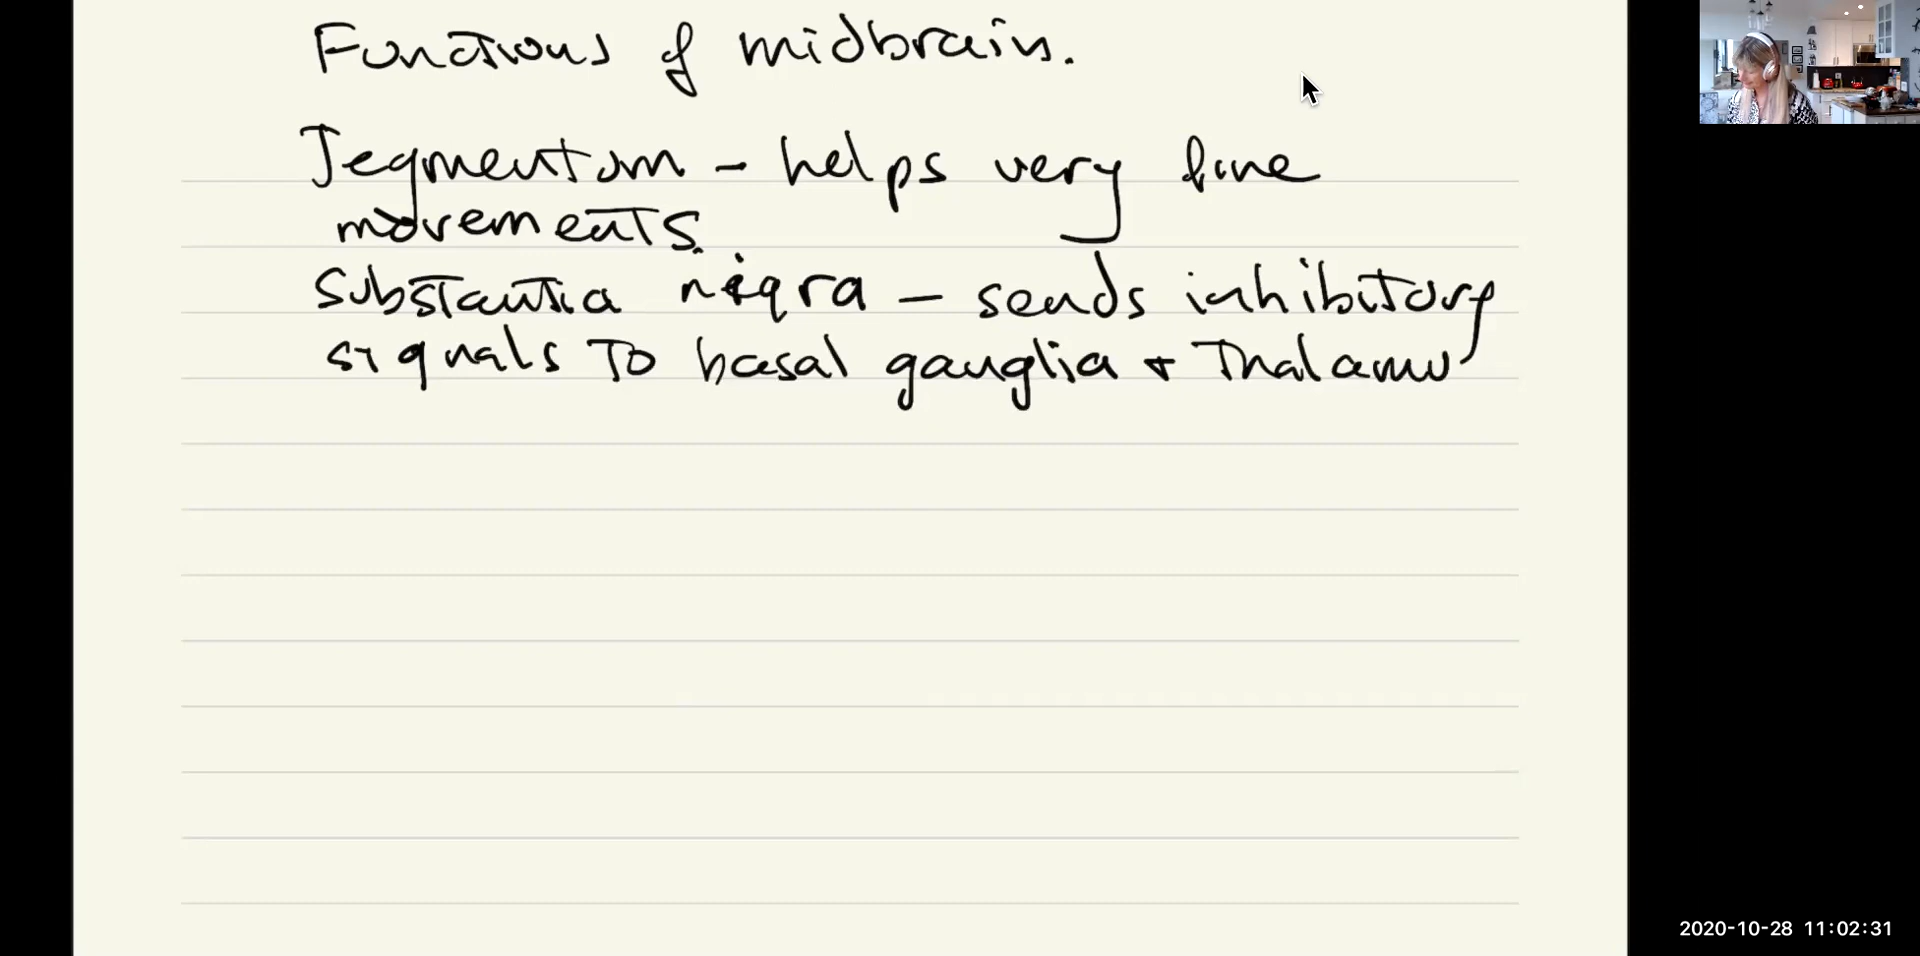 Functions of midbrain.
Tegmentum - helps very fine
movements.
Substantia nigra - sends inhibitory
signals to basal ganglia + Thalamus
2020-10-28 11:02:31